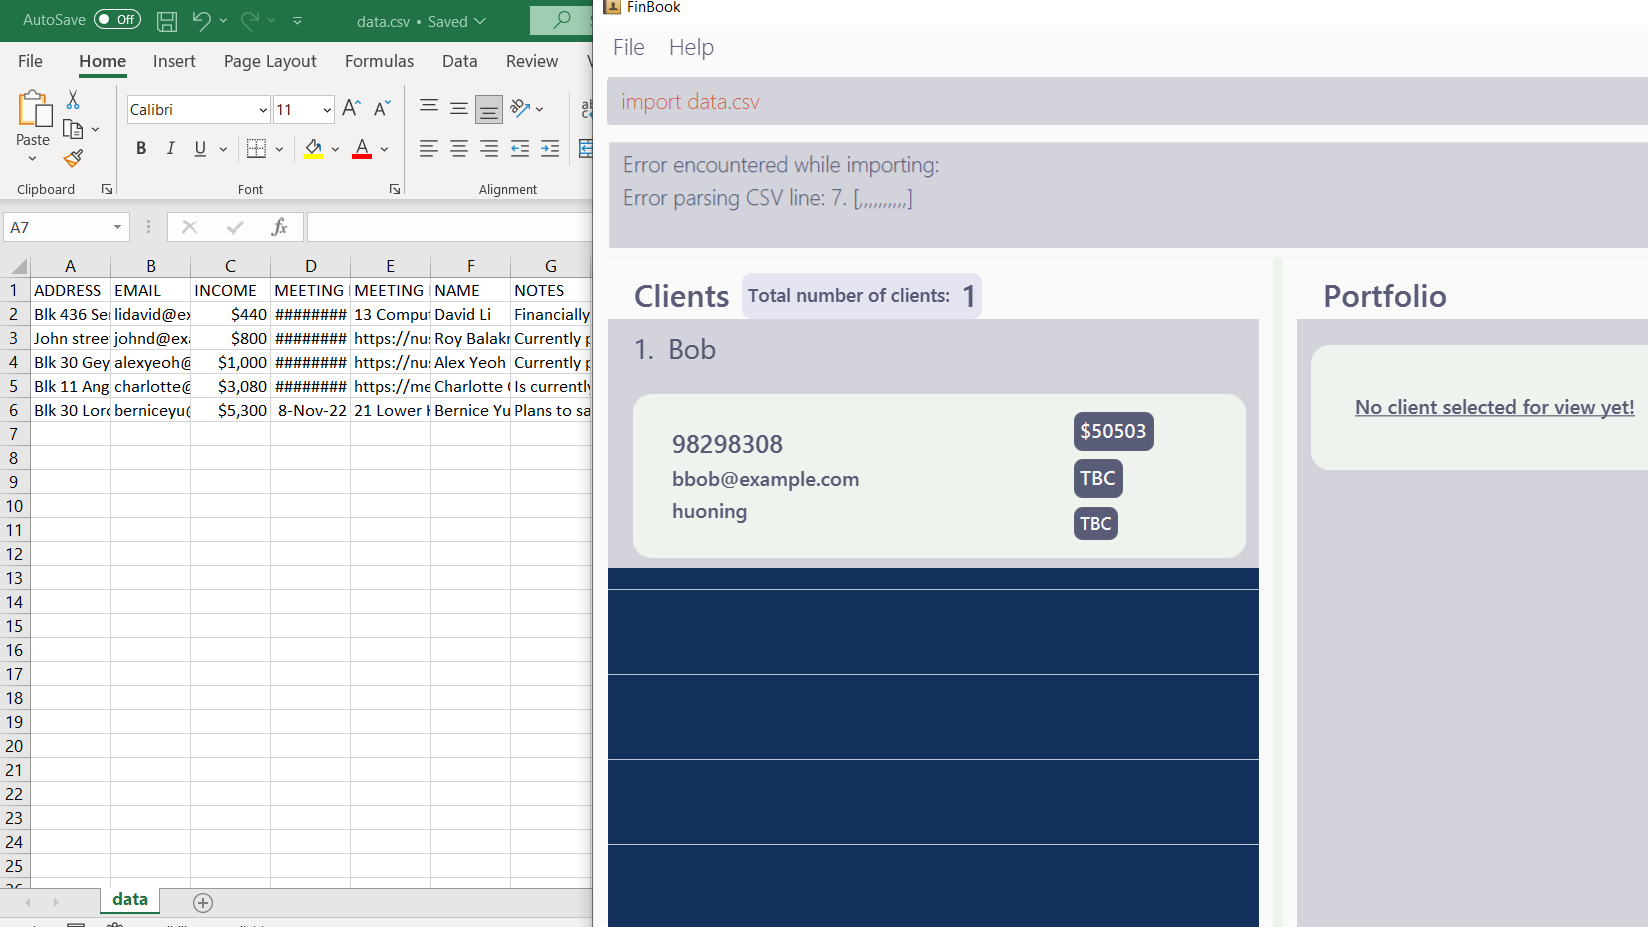 AutoSave Off data.csv • Saved
File Home Insert Page Layout Formulas Data Review
Paste
Calibri 11
B I U A
Clipboard Font Alignment
A7 fx
A B C D E F G
1 ADDRESS EMAIL INCOME MEETING MEETING NAME NOTES
2 Blk 436 Se lidavid@ex $440 ######## 13 Compu David Li Financially
3 John stree johnd@exa $800 ######## https://nus Roy Balakr Currently p
4 Blk 30 Gey alexyeoh@ $1,000 ######## https://nus Alex Yeoh Currently p
5 Blk 11 Ang charlotte@ $3,080 ######## https://me Charlotte Is currently
6 Blk 30 Lor berniceyu@ $5,300 8-Nov-22 21 Lower Bernice Yu Plans to sa
7
8
9
10
11
12
13
14
15
16
17
18
19
20
21
22
23
24
25
data
FinBook
File Help
import data.csv
Error encountered while importing:
Error parsing CSV line: 7. [,,,,,,,,,,]
Clients Total number of clients: 1
1. Bob
98298308
bbob@example.com
huoning
$50503
TBC
TBC
Portfolio
No client selected for view yet!